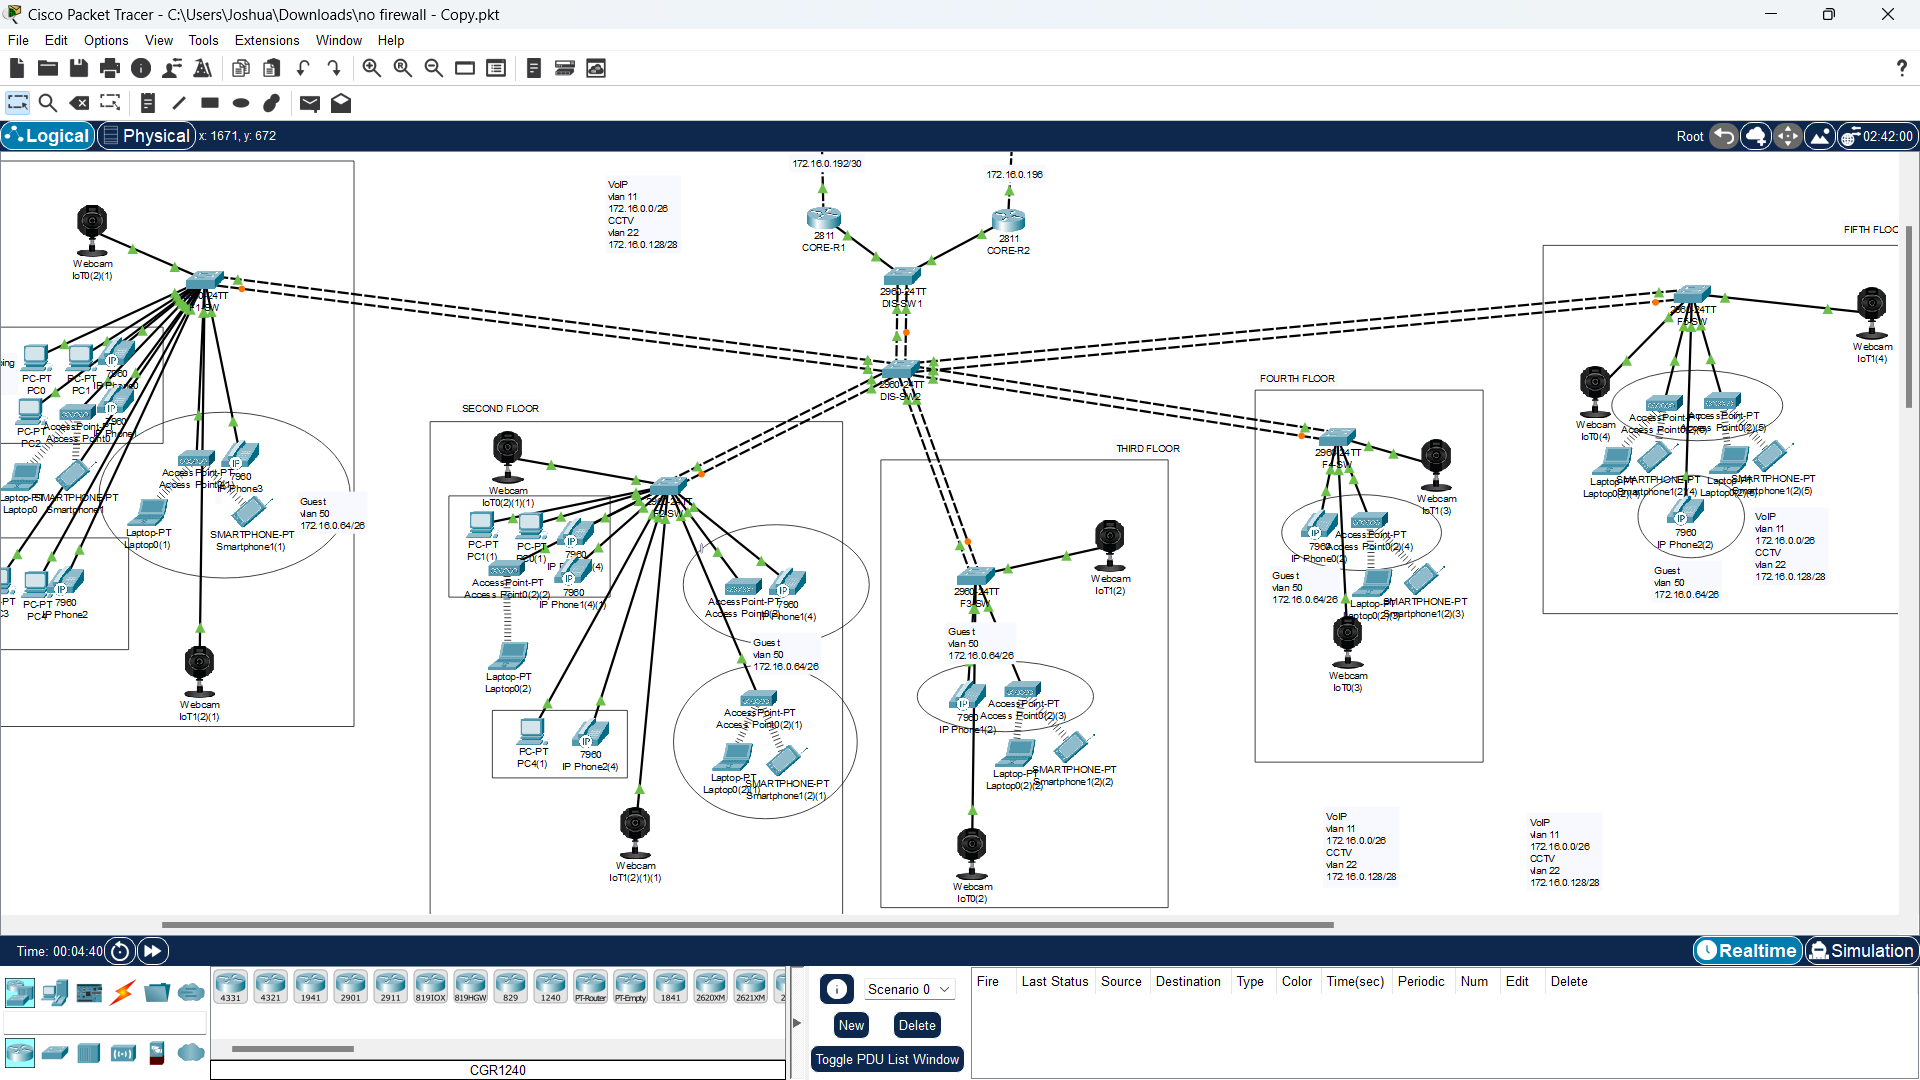 Cisco Packet Tracer - C:\Users\Joshua\Downloads\no firewall - Copy.pkt
File Edit Options View Tools Extensions Window Help
Logical Physical x: 1671, y: 672
Root 02:42:00
172.16.0.192/30
172.16.0.196
VoIP
vlan 11
172.16.0.0/26
CCTV
vlan 22
172.16.0.128/28
2811
CORE-R1
2811
CORE-R2
FIFTH FLOO
Webcam
IoT0(2)(1)
2960-24TT
F1-SW
2960-24TT
DIS-SW1
2960-24TT
DIS-SW2
2960-24TT
F5-SW
Webcam
IoT1(4)
Webcam
IoT0(4)
ping
PC-PT
PC0
PC-PT
PC1
7960
IP Phone0
PC-PT
PC2
Access Point-PT
Access Point0
7960
IP Phone1
Laptop-PT
Laptop0
SMARTPHONE-PT
Smartphone1
Access Point-PT
Access Point0(1)
7960
IP Phone3
Laptop-PT
Laptop0(1)
SMARTPHONE-PT
Smartphone1(1)
Guest
vlan 50
172.16.0.64/26
PC-PT
PC4
7960
IP Phone2
Webcam
IoT1(2)(1)
SECOND FLOOR
Webcam
IoT0(2)(1)(1)
2960-24TT
F2-SW
PC-PT
PC1(1)
PC-PT
PC0(1)
7960
Access Point-PT
Access Point0(2)(2)
7960
IP Phone1(4)(1)
Laptop-PT
Laptop0(2)
Access Point-PT
7960
IP Phone1(4)
Guest
vlan 50
172.16.0.64/26
Access Point-PT
Access Point0(2)(1)
Laptop-PT
Laptop0(2)(1)
SMARTPHONE-PT
Smartphone1(2)(1)
PC-PT
PC4(1)
7960
IP Phone2(4)
Webcam
IoT1(2)(1)(1)
THIRD FLOOR
2960-24TT
F3-SW
Webcam
IoT1(2)
Guest
vlan 50
172.16.0.64/26
7960
IP Phone1(2)
Access Point-PT
Access Point0(2)(3)
Laptop-PT
Laptop0(2)(2)
SMARTPHONE-PT
Smartphone1(2)(2)
Webcam
IoT0(2)
FOURTH FLOOR
2960-24TT
F4-SW
Webcam
IoT1(3)
7960
IP Phone0(2)
Access Point-PT
Access Point0(2)(4)
Guest
vlan 50
172.16.0.64/26
Laptop-PT
Laptop0(2)(3)
SMARTPHONE-PT
Smartphone1(2)(3)
Webcam
IoT0(3)
Access Point-PT
Access Point0(2)(6)
Access Point-PT
Access Point0(2)(5)
Laptop-PT
SMARTPHONE-PT
Smartphone1(2)(4)
Laptop-PT
SMARTPHONE-PT
Smartphone1(2)(5)
7960
IP Phone2(2)
VoIP
vlan 11
172.16.0.0/26
CCTV
vlan 22
172.16.0.128/28
Guest
vlan 50
172.16.0.64/26
VoIP
vlan 11
172.16.0.0/26
CCTV
vlan 22
172.16.0.128/28
VoIP
vlan 11
172.16.0.0/26
CCTV
vlan 22
172.16.0.128/28
Time: 00:04:40
Realtime Simulation
4331 4321 1941 2901 2911 819IOX 819HGW 829 1240 PT-Router PT-Empty 1841 2620XM 2621XM
CGR1240
Scenario 0
New Delete
Toggle PDU List Window
Fire Last Status Source Destination Type Color Time(sec) Periodic Num Edit Delete